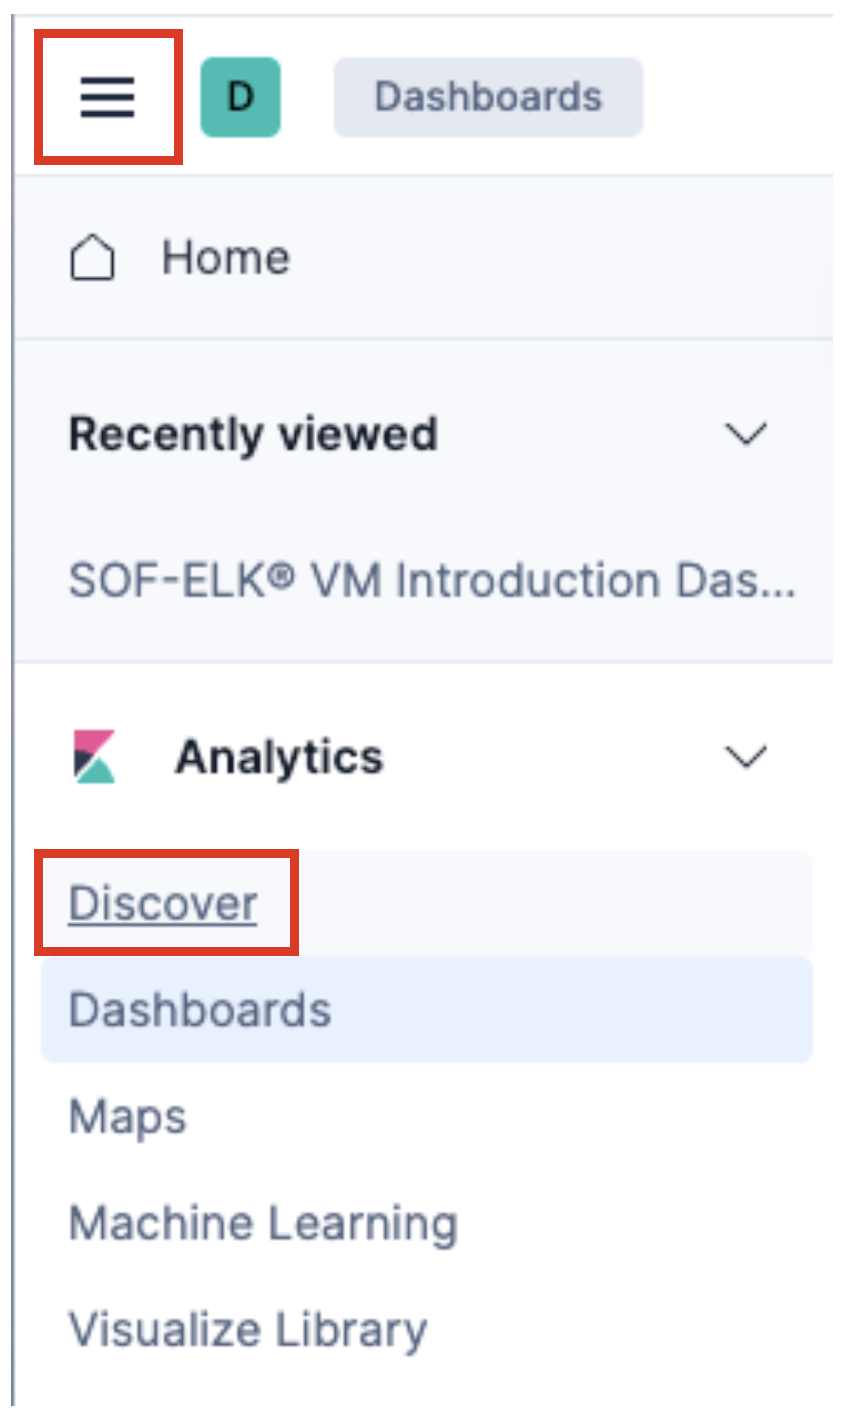 D Dashboards
Home
Recently viewed
SOF-ELK® VM Introduction Das...
Analytics
Discover
Dashboards
Maps
Machine Learning
Visualize Library